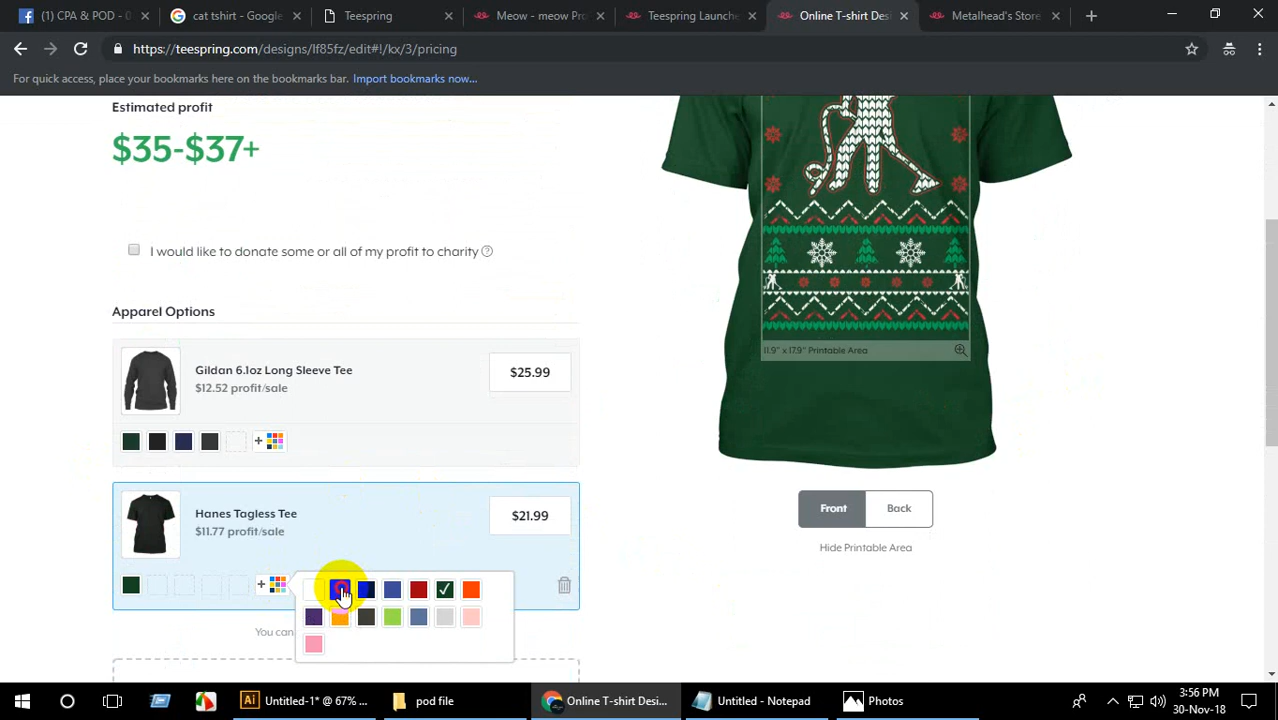 (1) CPA & POD - Face
cat tshirt - Google
Teespring
Meow - meow Pro
Teespring Launche
Online T-shirt Desi
Metalhead's Store
https://teespring.com/designs/lf85fz/edit#!/kx/3/pricing
For quick access, place your bookmarks here on the bookmarks bar. Import bookmarks now...
Estimated profit
$35-$37+
I would like to donate some or all of my profit to charity
Apparel Options
Gildan 6.1oz Long Sleeve Tee
$12.52 profit/sale
$25.99
Hanes Tagless Tee
$11.77 profit/sale
$21.99
You can
11.9" x 17.9" Printable Area
Front
Back
Hide Printable Area
Untitled-1* @ 67% ...
pod file
Online T-shirt Desi...
Untitled - Notepad
Photos
3:56 PM
30-Nov-18